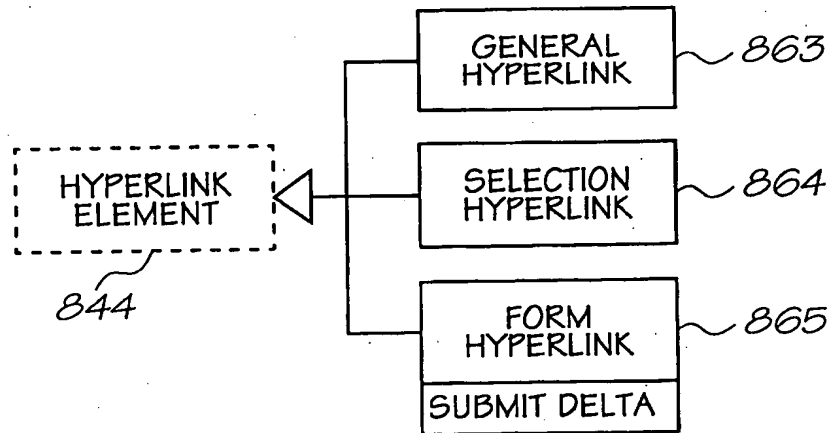 GENERAL
HYPERLINK
863
HYPERLINK
ELEMENT
844
SELECTION
HYPERLINK
864
FORM
HYPERLINK
865
SUBMIT DELTA